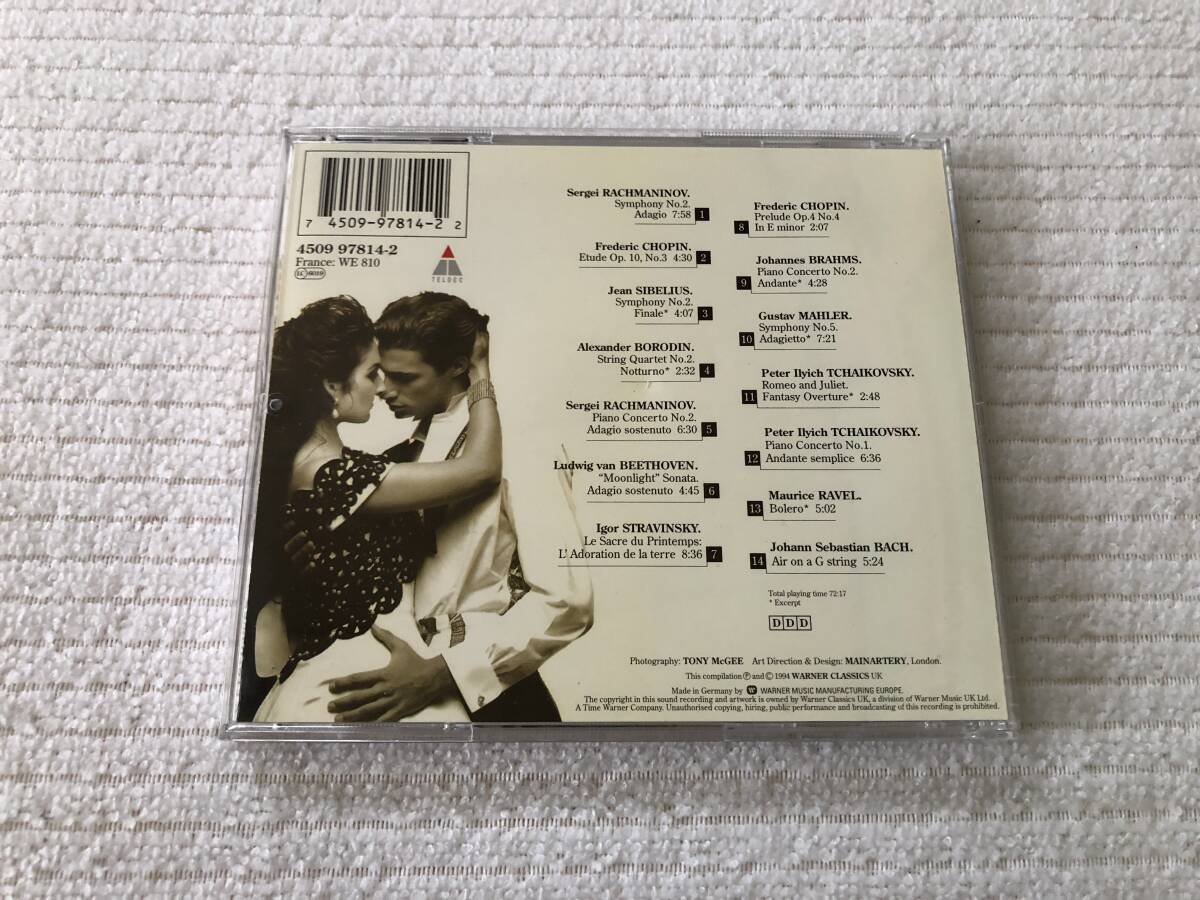 7 4509-97814-2 2
4509 97814-2
France: WE 810
LC 6019
TELDEC
Sergei RACHMANINOV.
Symphony No.2.
Adagio 7:58 1
Frederic CHOPIN.
Etude Op. 10, No.3 4:30 2
Jean SIBELIUS.
Symphony No.2.
Finale* 4:07 3
Alexander BORODIN.
String Quartet No.2.
Notturno* 2:32 4
Sergei RACHMANINOV.
Piano Concerto No.2.
Adagio sostenuto 6:30 5
Ludwig van BEETHOVEN.
"Moonlight" Sonata.
Adagio sostenuto 4:45 6
Igor STRAVINSKY.
Le Sacre du Printemps:
L' Adoration de la terre 8:36 7
Frederic CHOPIN.
Prelude Op.4 No.4
8 In E minor 2:07
Johannes BRAHMS.
Piano Concerto No.2.
9 Andante* 4:28
Gustav MAHLER.
Symphony No.5.
10 Adagietto* 7:21
Peter Ilyich TCHAIKOVSKY.
Romeo and Juliet.
11 Fantasy Overture* 2:48
Peter Ilyich TCHAIKOVSKY.
Piano Concerto No.1.
12 Andante semplice 6:36
Maurice RAVEL.
13 Bolero* 5:02
Johann Sebastian BACH.
14 Air on a G string 5:24
Total playing time 72:17
* Excerpt
DDD
Photography: TONY McGEE Art Direction & Design: MAINARTERY, London.
This compilation ℗ and © 1994 WARNER CLASSICS UK
Made in Germany by WARNER MUSIC MANUFACTURING EUROPE.
The copyright in this sound recording and artwork is owned by Warner Classics UK, a division of Warner Music UK Ltd.
A Time Warner Company. Unauthorised copying, hiring, public performance and broadcasting of this recording is prohibited.